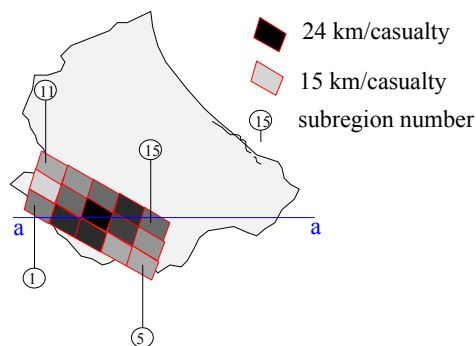 24 km/casualty
15 km/casualty
15 subregion number
11
15
a a
1
5